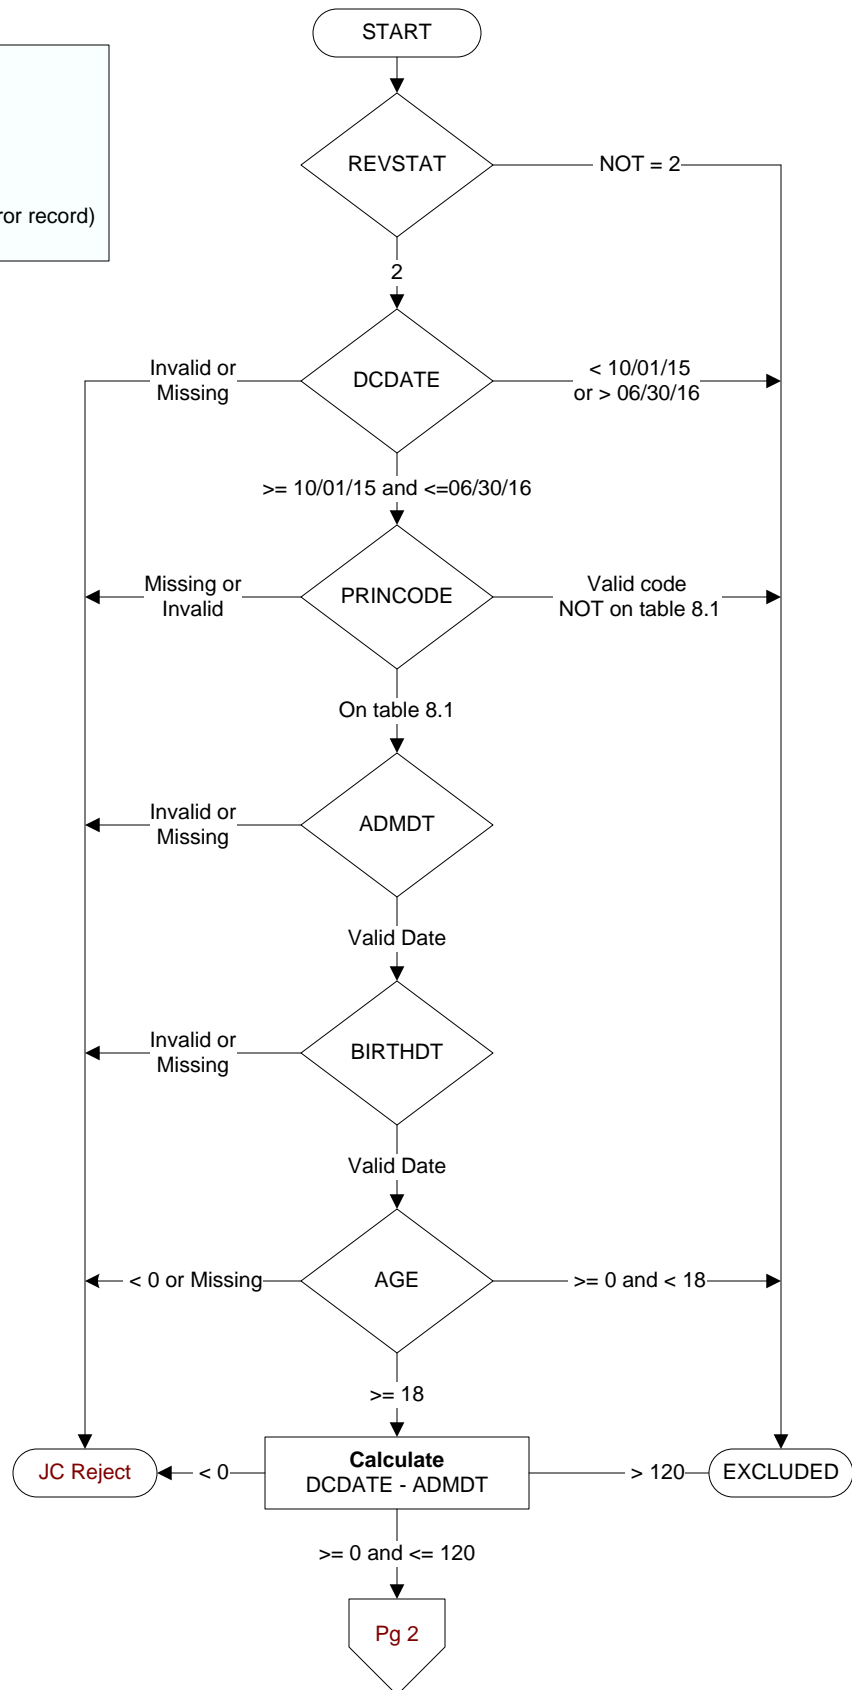 START
ror record)
REVSTAT
NOT = 2
2
Invalid or
Missing
DCDATE
< 10/01/15
or > 06/30/16
>= 10/01/15 and <=06/30/16
Missing or
Invalid
PRINCODE
Valid code
NOT on table 8.1
On table 8.1
Invalid or
Missing
ADMDT
Valid Date
Invalid or
Missing
BIRTHDT
Valid Date
< 0 or Missing
AGE
>= 0 and < 18
>= 18
JC Reject
< 0
Calculate
DCDATE - ADMDT
> 120
EXCLUDED
>= 0 and <= 120
Pg 2